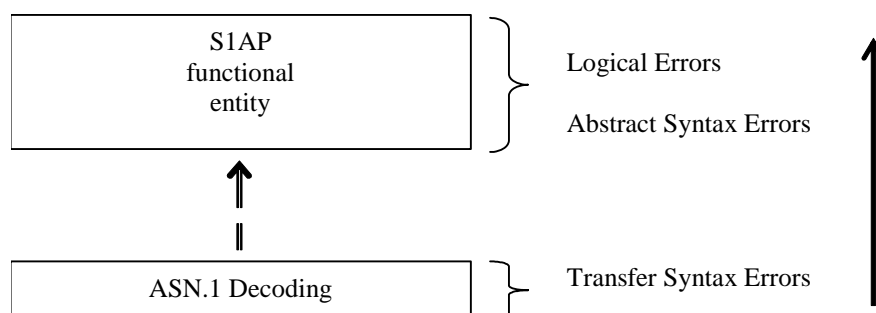 S1AP
functional
entity
Logical Errors
Abstract Syntax Errors
ASN.1 Decoding
Transfer Syntax Errors